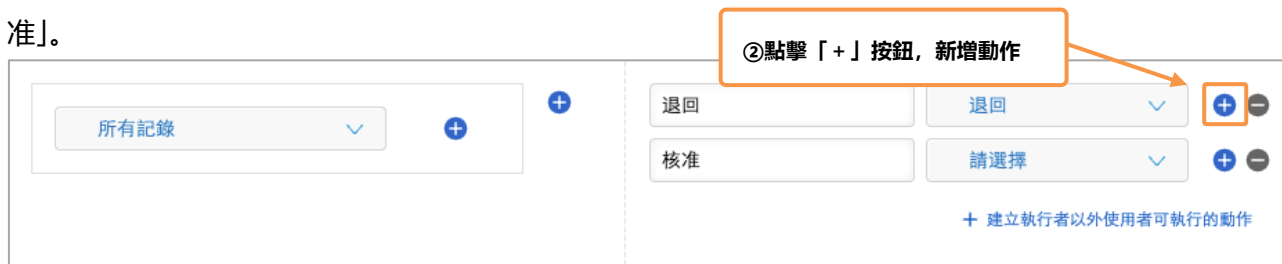 准」。
②點擊「+」按鈕，新增動作
所有記錄
退回 退回
核准 請選擇
+ 建立執行者以外使用者可執行的動作